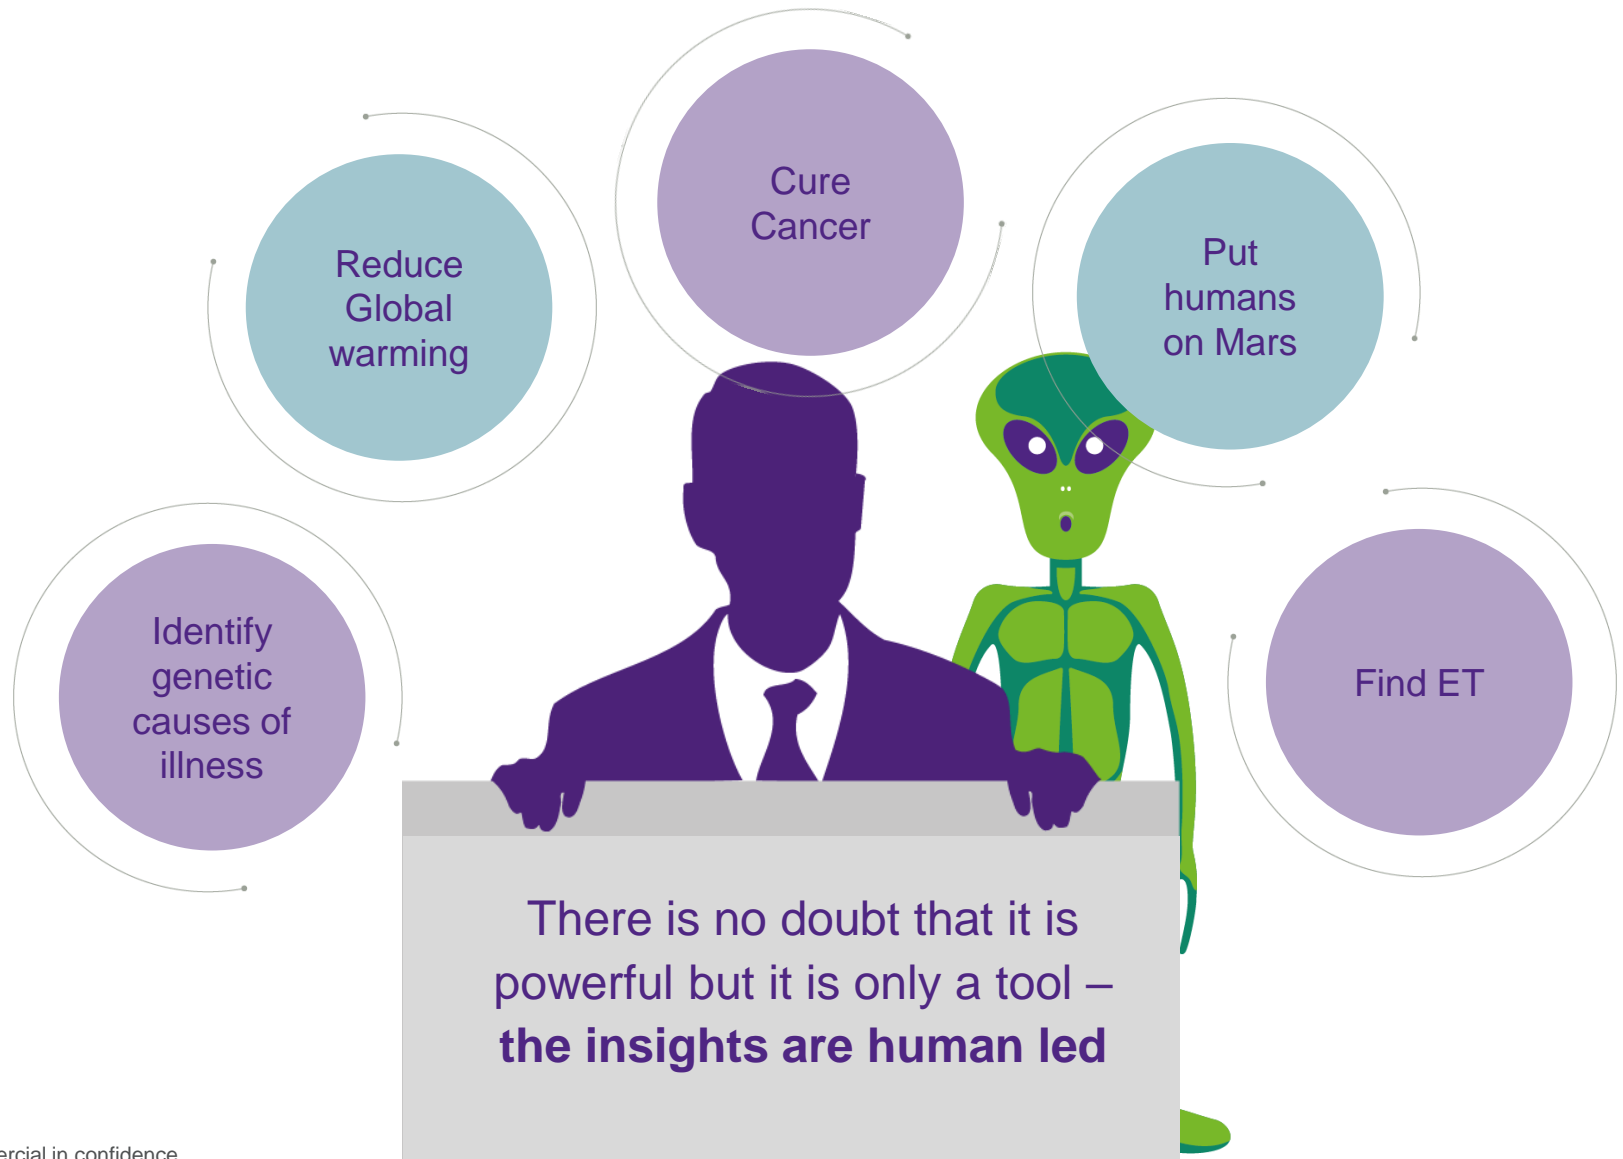 Cure
Cancer
Reduce
Global
warming
Put
humans
on Mars
Identify
genetic
causes of
illness
Find ET
There is no doubt that it is
powerful but it is only a tool –
the insights are human led
ercial in confidence